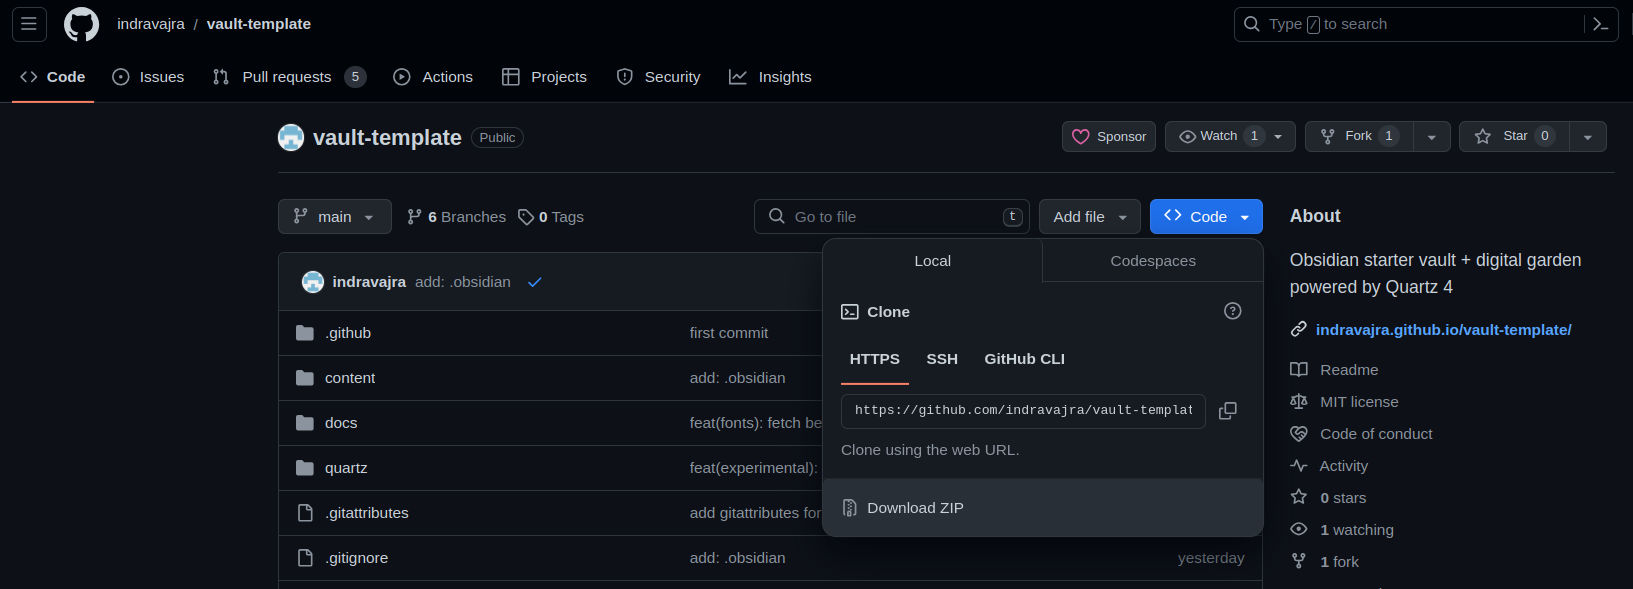 indravajra / vault-template
Type / to search
Code Issues Pull requests 5 Actions Projects Security Insights
vault-template Public
Sponsor Watch 1 Fork 1 Star 0
main 6 Branches 0 Tags
Go to file t Add file Code
indravajra add: .obsidian
.github first commit
content add: .obsidian
docs feat(fonts): fetch be
quartz feat(experimental):
.gitattributes add gitattributes for
.gitignore add: .obsidian yesterday
Local Codespaces
Clone
HTTPS SSH GitHub CLI
https://github.com/indravajra/vault-templat
Clone using the web URL.
Download ZIP
About
Obsidian starter vault + digital garden
powered by Quartz 4
indravajra.github.io/vault-template/
Readme
MIT license
Code of conduct
Activity
0 stars
1 watching
1 fork